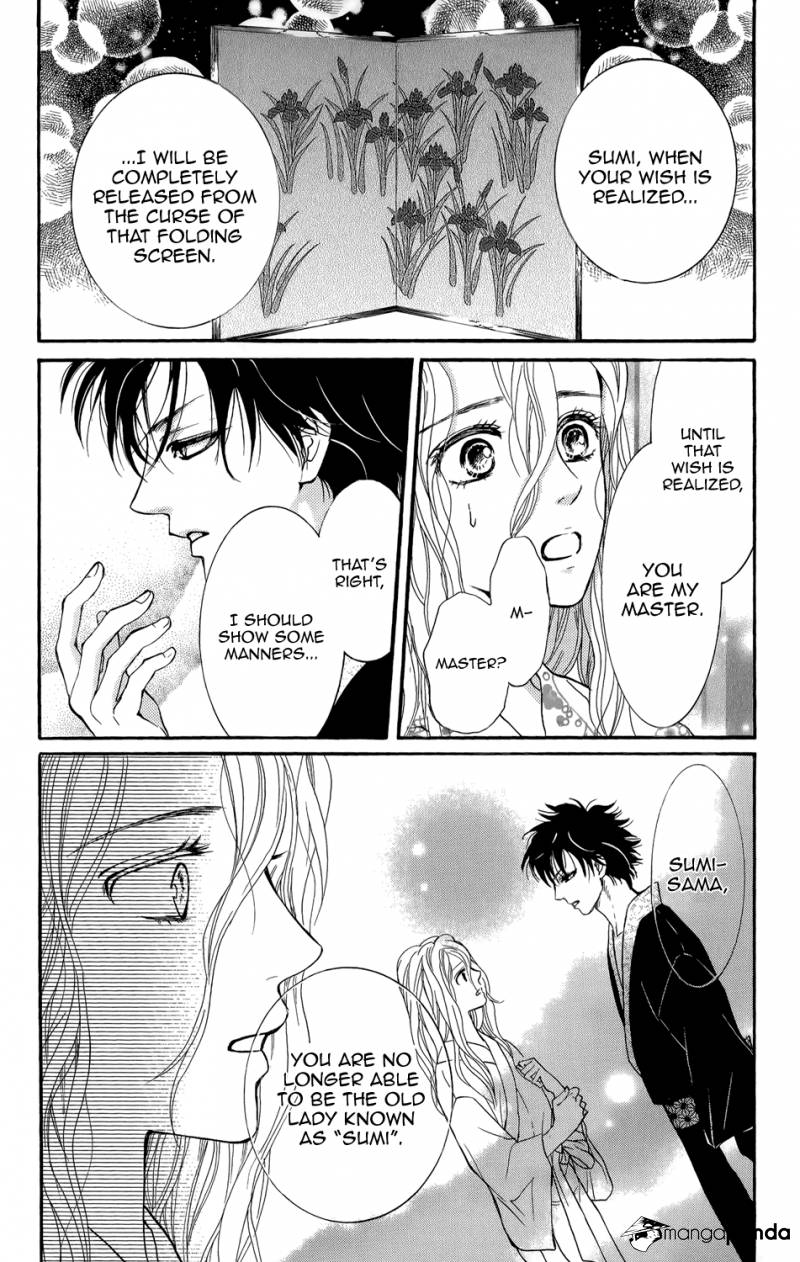 SUMI, WHEN
YOUR WISH IS
REALIZED...
...I WILL BE
COMPLETELY
RELEASED FROM
THE CURSE OF
THAT FOLDING
SCREEN.
UNTIL
THAT
WISH IS
REALIZED,
YOU
ARE MY
MASTER.
M-
MASTER?
THAT'S
RIGHT,
I SHOULD
SHOW SOME
MANNERS...
SUMI-
SAMA,
YOU ARE NO
LONGER ABLE
TO BE THE OLD
LADY KNOWN
AS "SUMI".
mangapanda